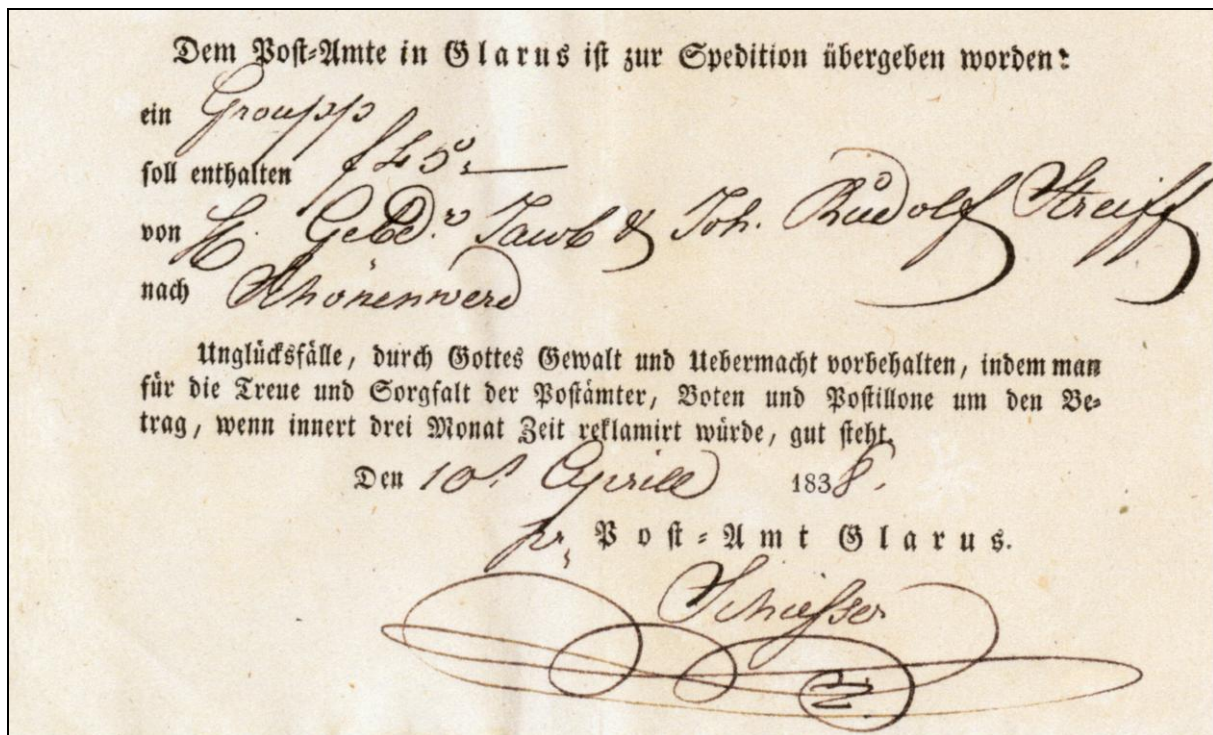 Dem Post-Amte in Glarus ist zur Spedition übergeben worden:
ein Groupp
soll enthalten f 45.
von H. Gebd.r Jacob & Joh. Rudolf Streiff
nach Schönenwerd
Unglücksfälle, durch Gottes Gewalt und Uebermacht vorbehalten, indem man
für die Treue und Sorgfalt der Postämter, Boten und Postillone um den Be-
trag, wenn innert drei Monat Zeit reklamirt würde, gut steht.
Den 10t Aprill 1838.
pr. Post-Amt Glarus.
Schiesser